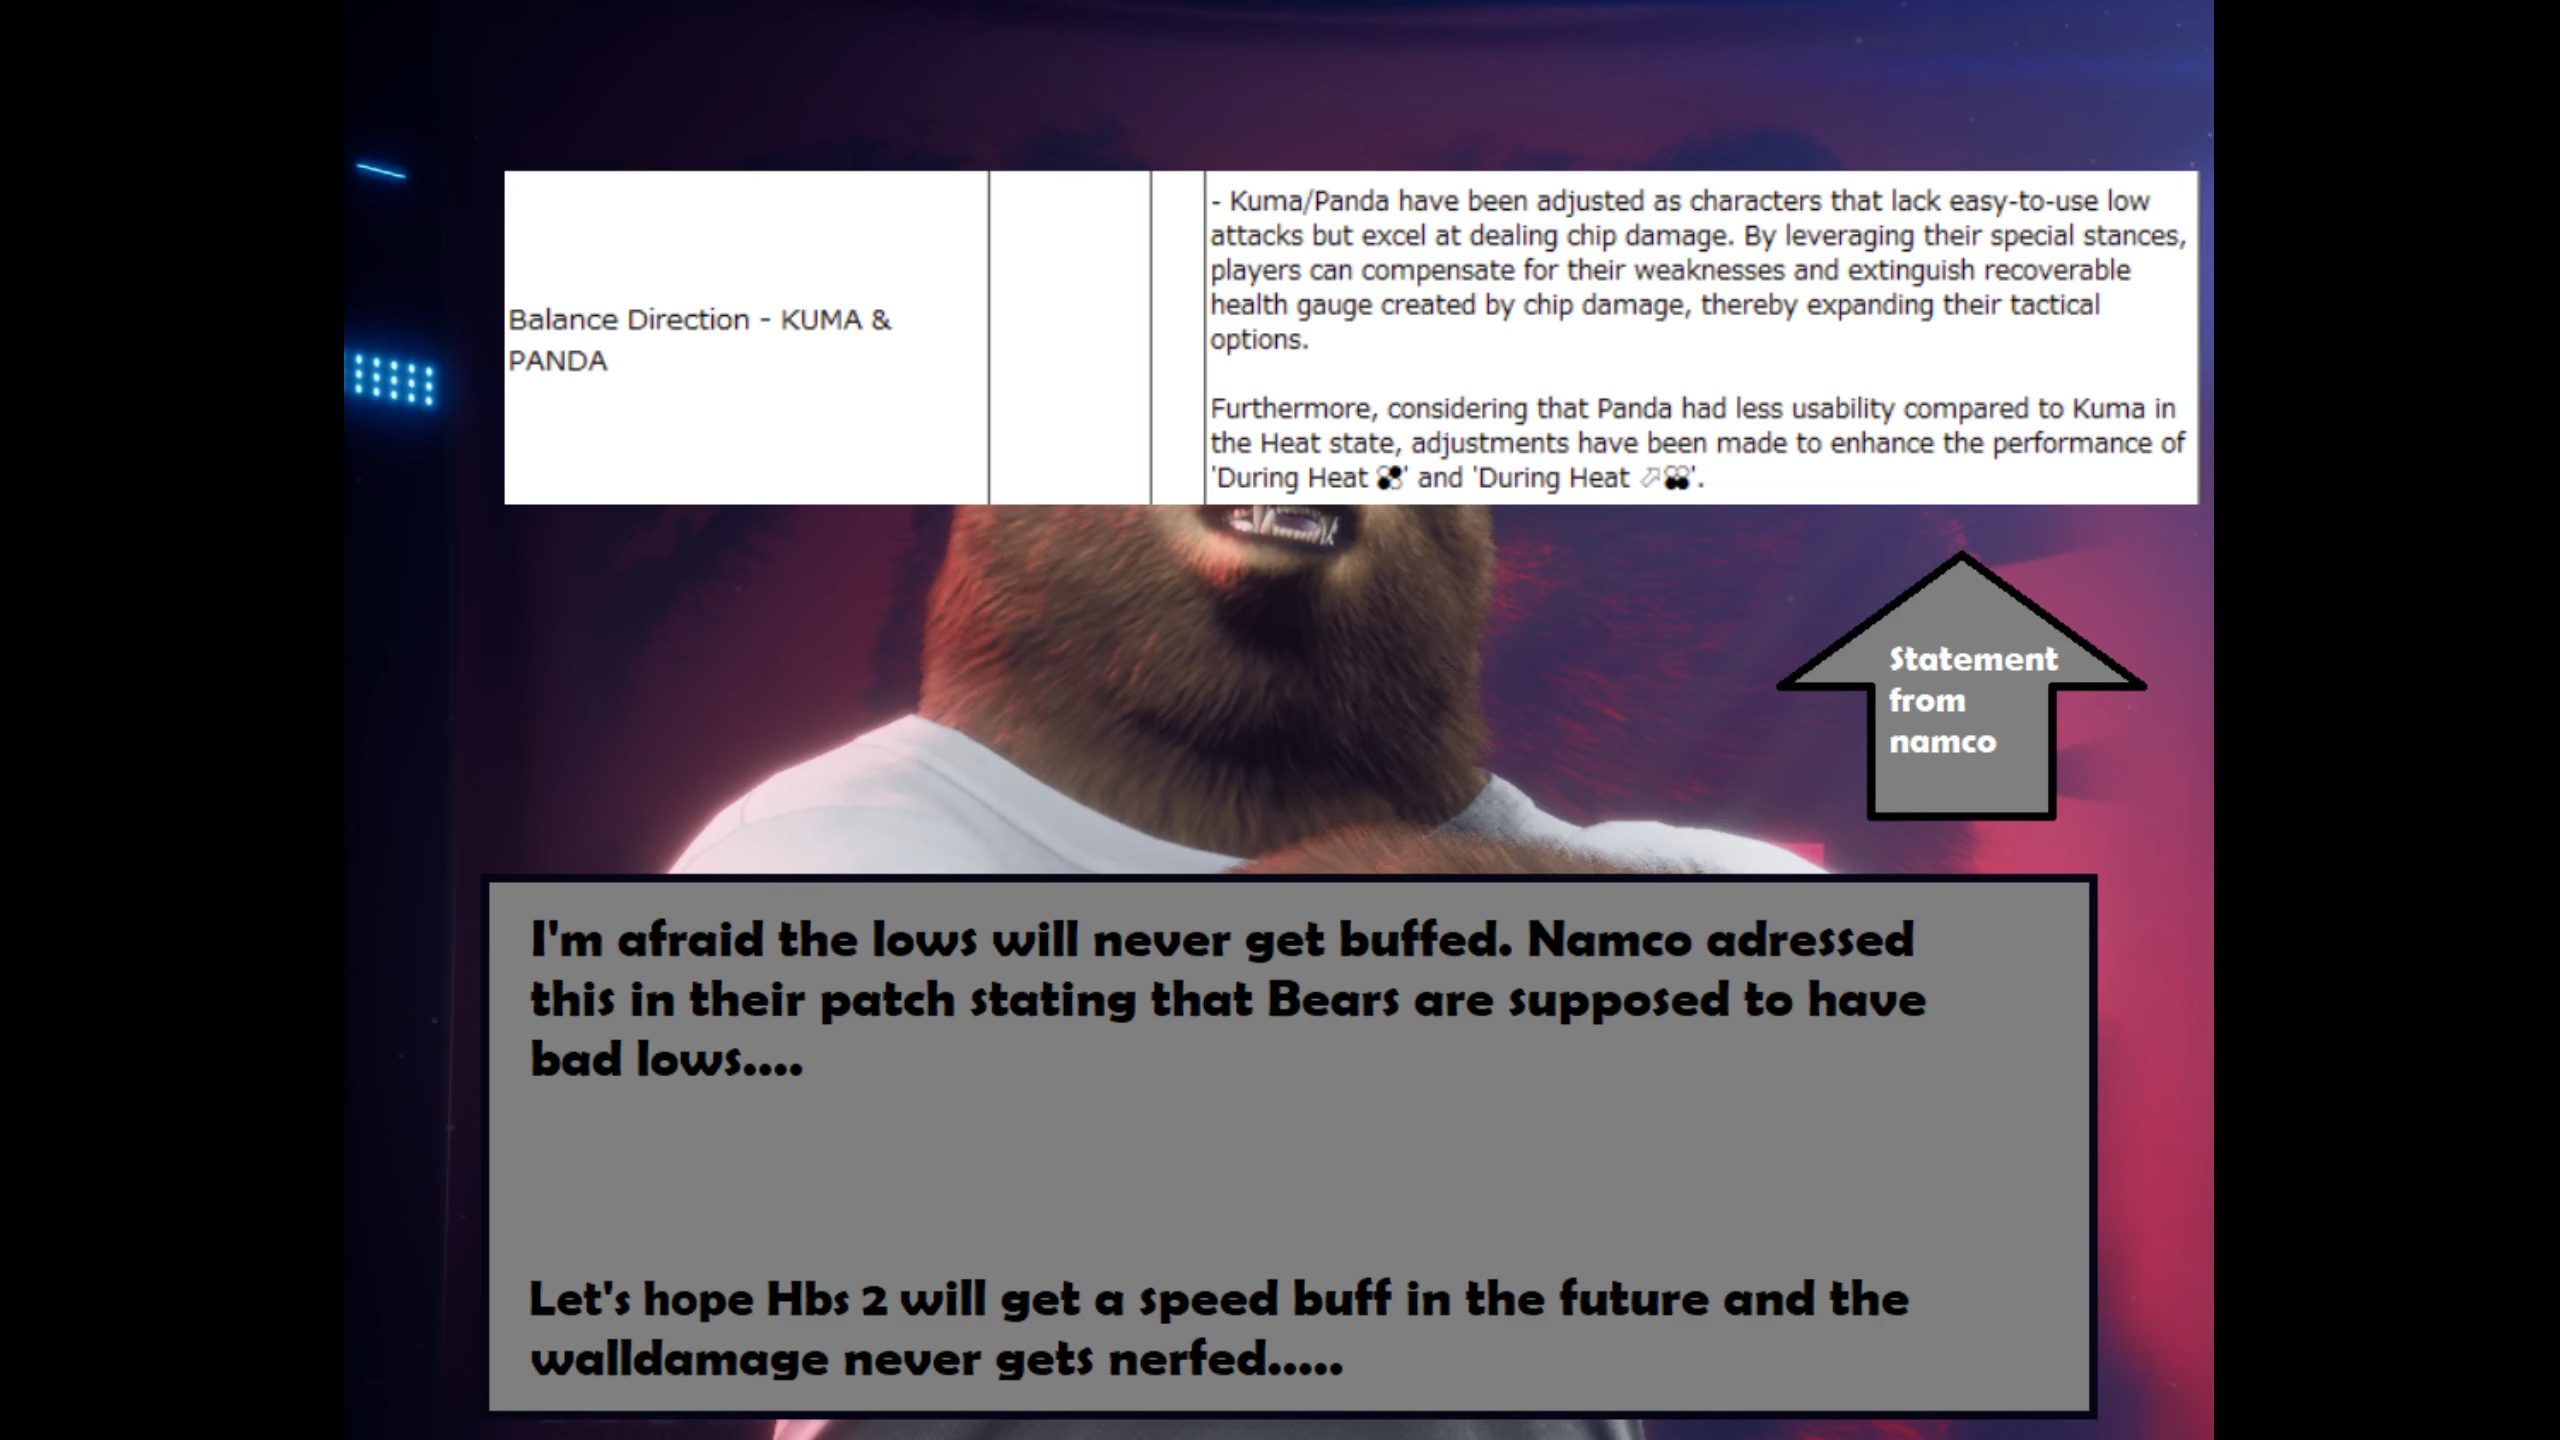 - Kuma/Panda have been adjusted as characters that lack easy-to-use low
attacks but excel at dealing chip damage. By leveraging their special stances,
players can compensate for their weaknesses and extinguish recoverable
health gauge created by chip damage, thereby expanding their tactical
options.
Balance Direction - KUMA &
PANDA
Furthermore, considering that Panda had less usability compared to Kuma in
the Heat state, adjustments have been made to enhance the performance of
'During Heat ' and 'During Heat ⬀'.
Statement
from
namco
I'm afraid the lows will never get buffed. Namco adressed
this in their patch stating that Bears are supposed to have
bad lows....
Let's hope Hbs 2 will get a speed buff in the future and the
walldamage never gets nerfed.....